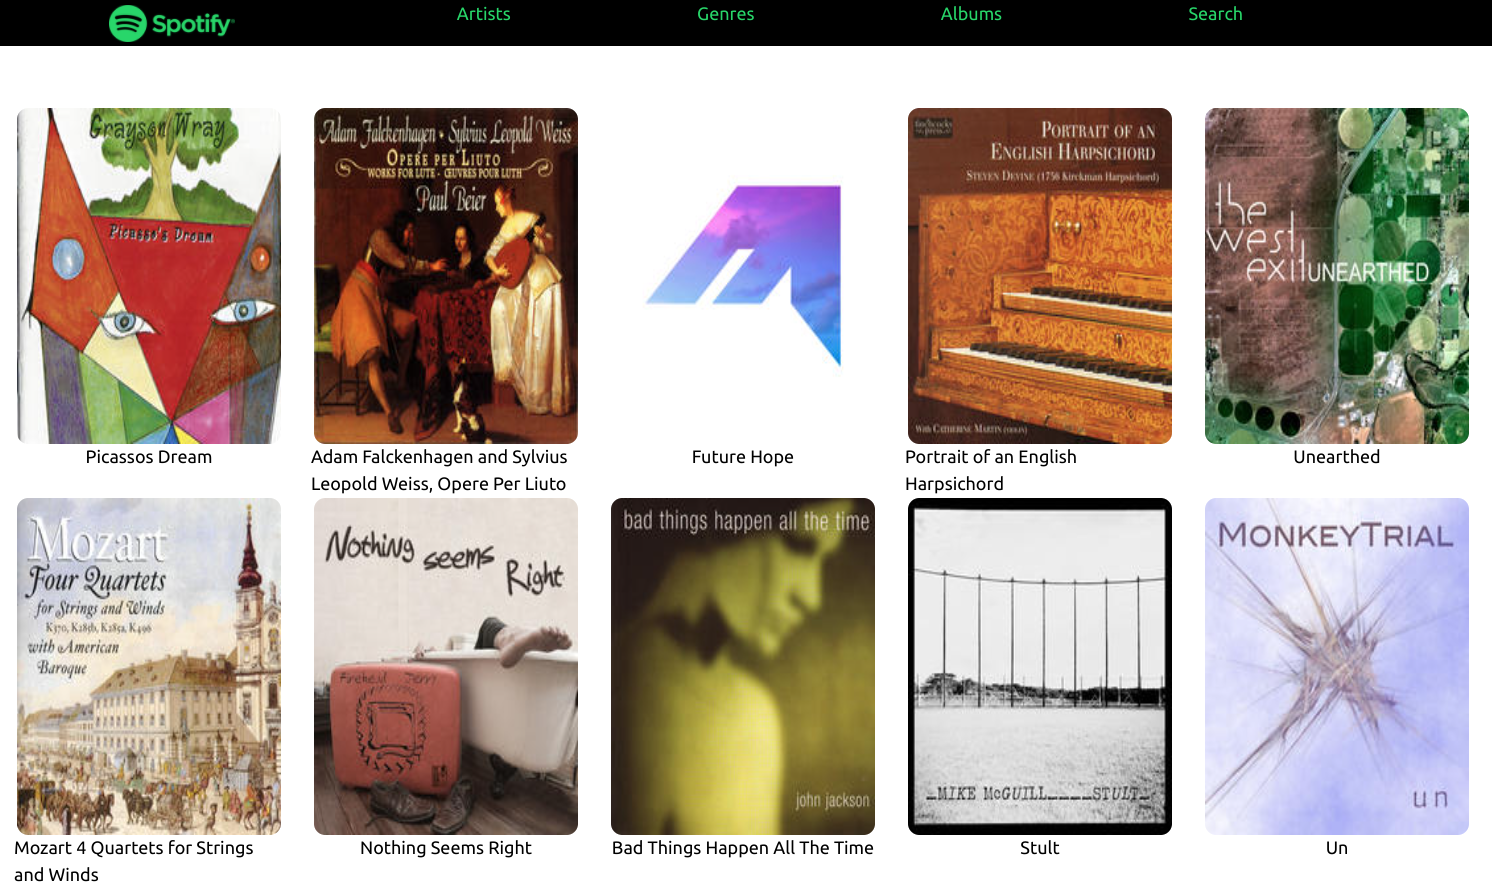 Spotify
Artists
Genres
Albums
Search
Grayson Wray
Picasso's Dream
Adam Falckenhagen • Sylvius Leopold Weiss
OPERE PER LIUTO
WORKS FOR LUTE - ŒUVRES POUR LUTH
Paul Beier
PORTRAIT OF AN
ENGLISH HARPSICHORD
STEVEN DEVINE (1756 Kirckman Harpsichord)
With CATHERINE MARTIN (VIOLIN)
the
west
exit UNEARTHED
Picassos Dream
Adam Falckenhagen and Sylvius
Leopold Weiss, Opere Per Liuto
Future Hope
Portrait of an English
Harpsichord
Unearthed
Mozart
Four Quartets
for Strings and Winds
K370, K285b, K285a, K496
with American
Baroque
Nothing seems Right
Firehead Jerry
bad things happen all the time
john jackson
_MIKE McGUILL____STULT_
MONKEYTRIAL
un
Mozart 4 Quartets for Strings
and Winds
Nothing Seems Right
Bad Things Happen All The Time
Stult
Un